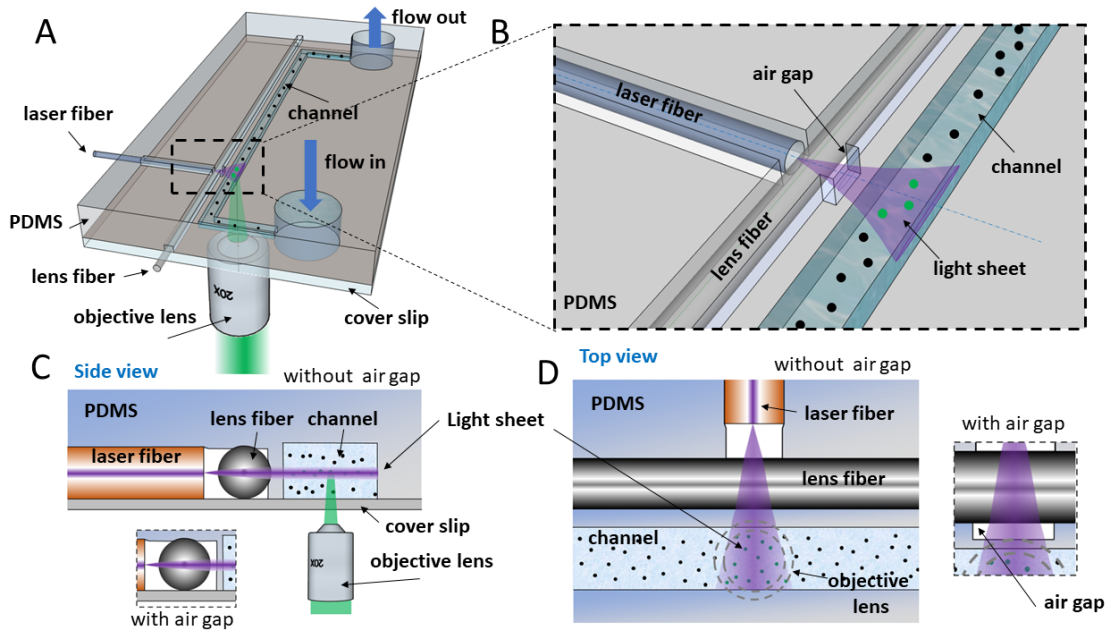 A
flow out
laser fiber
channel
flow in
PDMS
lens fiber
20x
objective lens
cover slip
B
air gap
laser fiber
channel
lens fiber
light sheet
PDMS
C
Side view
without air gap
PDMS
lens fiber
channel
Light sheet
laser fiber
cover slip
20x
objective lens
with air gap
D
Top view
without air gap
PDMS
laser fiber
with air gap
lens fiber
channel
objective
lens
air gap